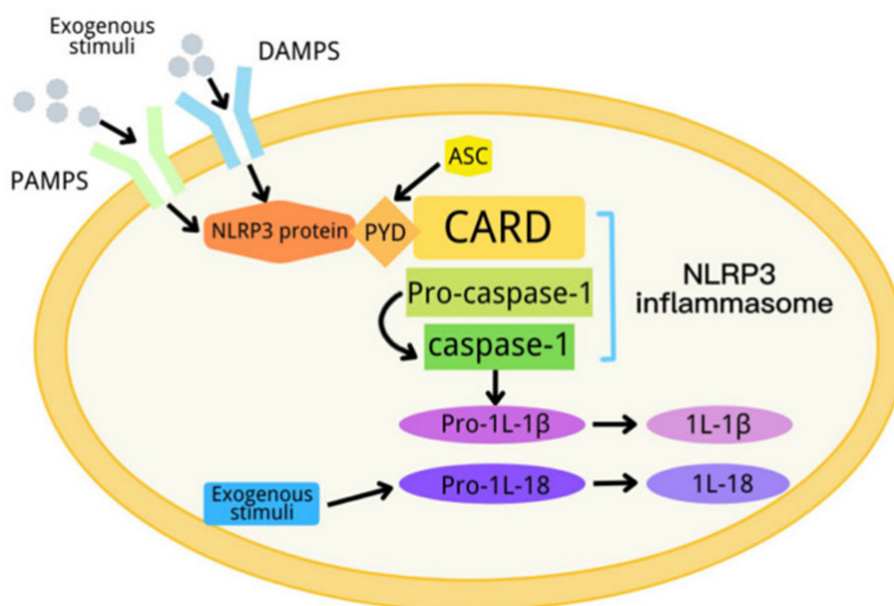 Exogenous
stimuli
DAMPS
PAMPS
ASC
NLRP3 protein
PYD
CARD
Pro-caspase-1
caspase-1
NLRP3
inflammasome
Pro-1L-1β
1L-1β
Exogenous
stimuli
Pro-1L-18
1L-18